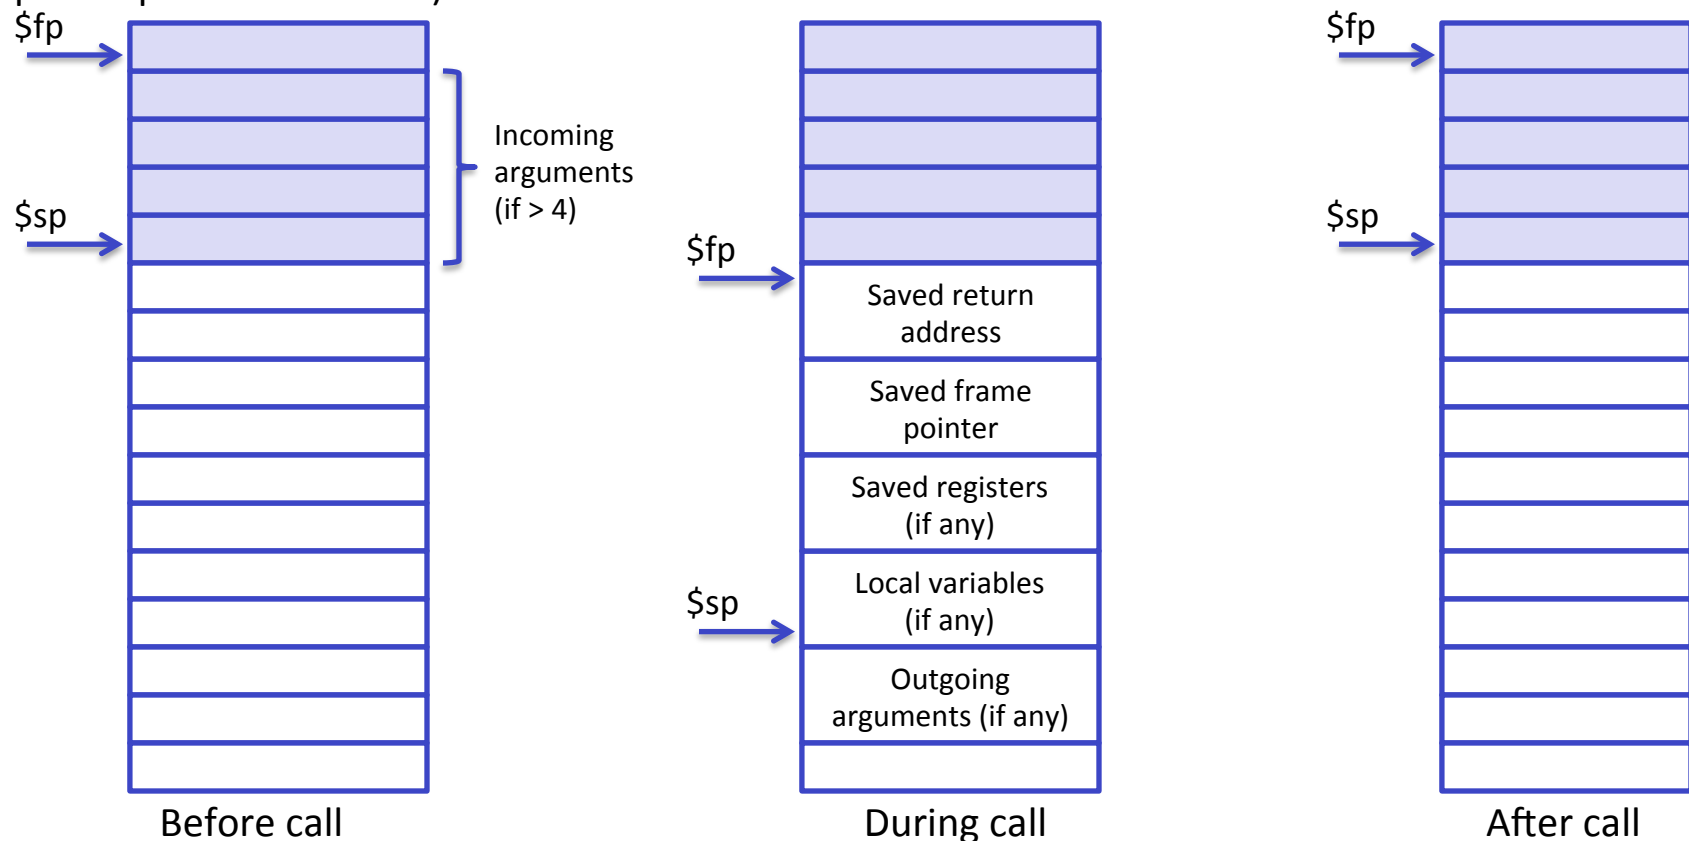 $fp
$sp
Incoming
arguments
(if > 4)
Before call
$fp
$sp
Saved return
address
Saved frame
pointer
Saved registers
(if any)
Local variables
(if any)
Outgoing
arguments (if any)
During call
$fp
$sp
After call